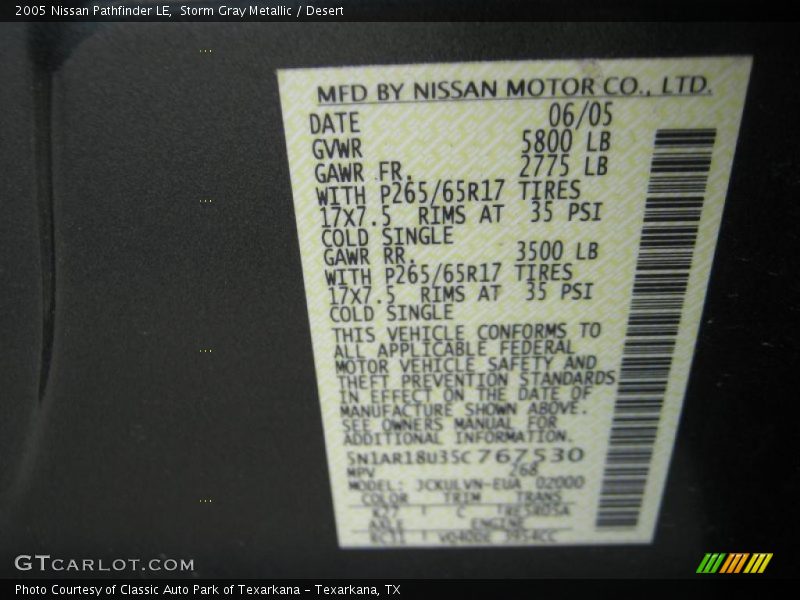 2005 Nissan Pathfinder LE, Storm Gray Metallic / Desert
MFD BY NISSAN MOTOR CO., LTD.
DATE 06/05
GVWR 5800 LB
GAWR FR. 2775 LB
WITH P265/65R17 TIRES
17X7.5 RIMS AT 35 PSI
COLD SINGLE
GAWR RR. 3500 LB
WITH P265/65R17 TIRES
17X7.5 RIMS AT 35 PSI
COLD SINGLE
THIS VEHICLE CONFORMS TO
ALL APPLICABLE FEDERAL
MOTOR VEHICLE SAFETY AND
THEFT PREVENTION STANDARDS
IN EFFECT ON THE DATE OF
MANUFACTURE SHOWN ABOVE.
SEE OWNERS MANUAL FOR
ADDITIONAL INFORMATION.
5N1AR18U35C767530
MPV 268
MODEL: JCKULVN-EUA 02000
COLOR TRIM TRANS
K77 C RE5R05A
AXLE ENGINE
VQ40DE 3954CC
GTCARLOT.COM
Photo Courtesy of Classic Auto Park of Texarkana - Texarkana, TX